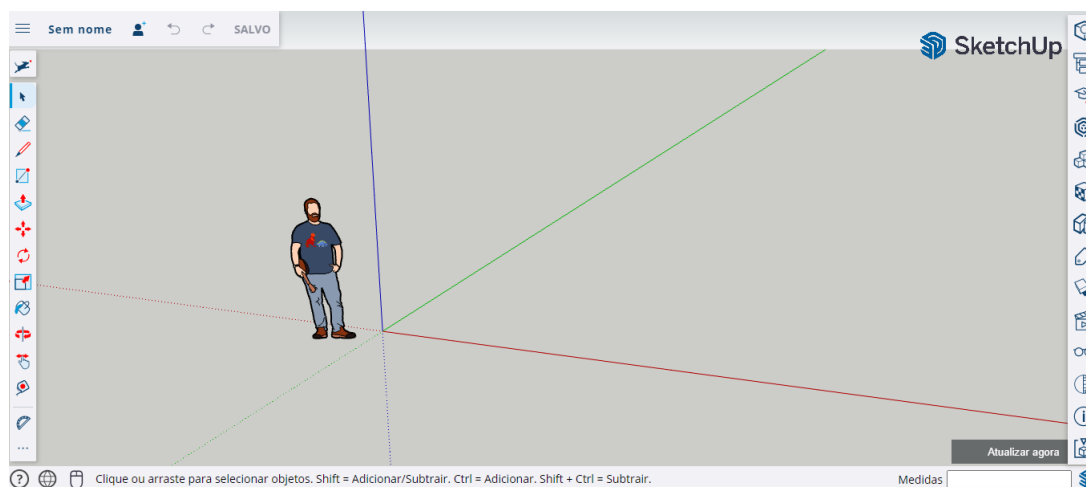 Sem nome
SALVO
SketchUp
Atualizar agora
Clique ou arraste para selecionar objetos. Shift = Adicionar/Subtrair. Ctrl = Adicionar. Shift + Ctrl = Subtrair.
Medidas